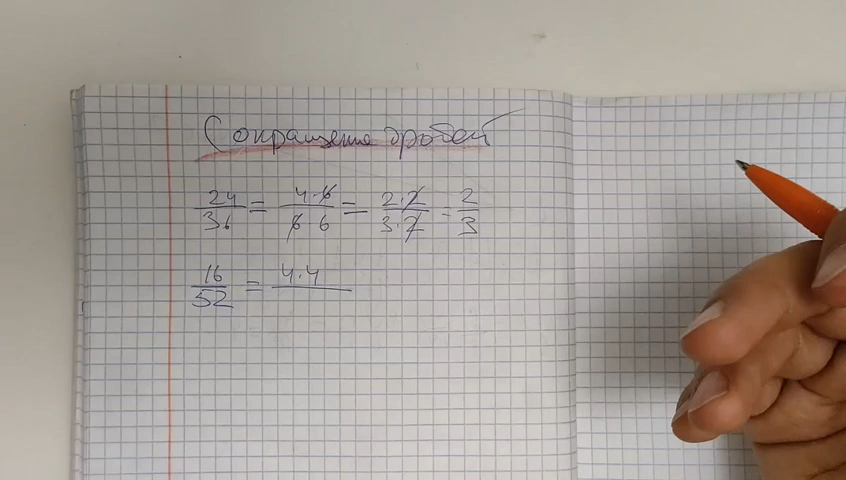 Сокращение дробей
24/36 = 4·6/6·6 = 2·2/3·2 = 2/3
16/52 = 4·4/